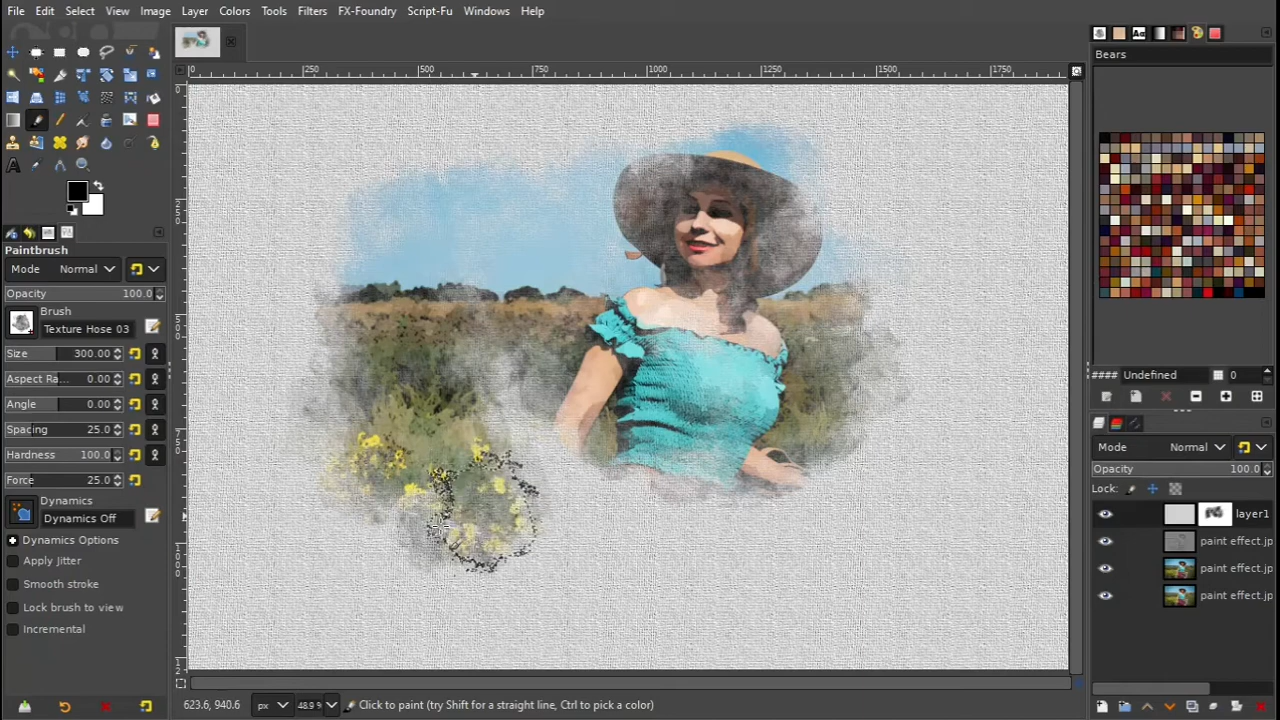 File Edit Select View Image Layer Colors Tools Filters FX-Foundry Script-Fu Windows Help
0 250 500 750 1000 1250 1500 1750
Bears
Paintbrush
Mode Normal
Opacity 100.0
Brush
Texture Hose 03
Size 300.00
Aspect Ra... 0.00
Angle 0.00
Spacing 25.0
Hardness 100.0
Force 25.0
Dynamics
Dynamics Off
Dynamics Options
Apply Jitter
Smooth stroke
Lock brush to view
Incremental
#### Undefined 0
Mode Normal
Opacity 100.0
Lock:
layer1
paint effect.jp
paint effect.jp
paint effect.jp
623.6, 940.6 px 48.9 % Click to paint (try Shift for a straight line, Ctrl to pick a color)